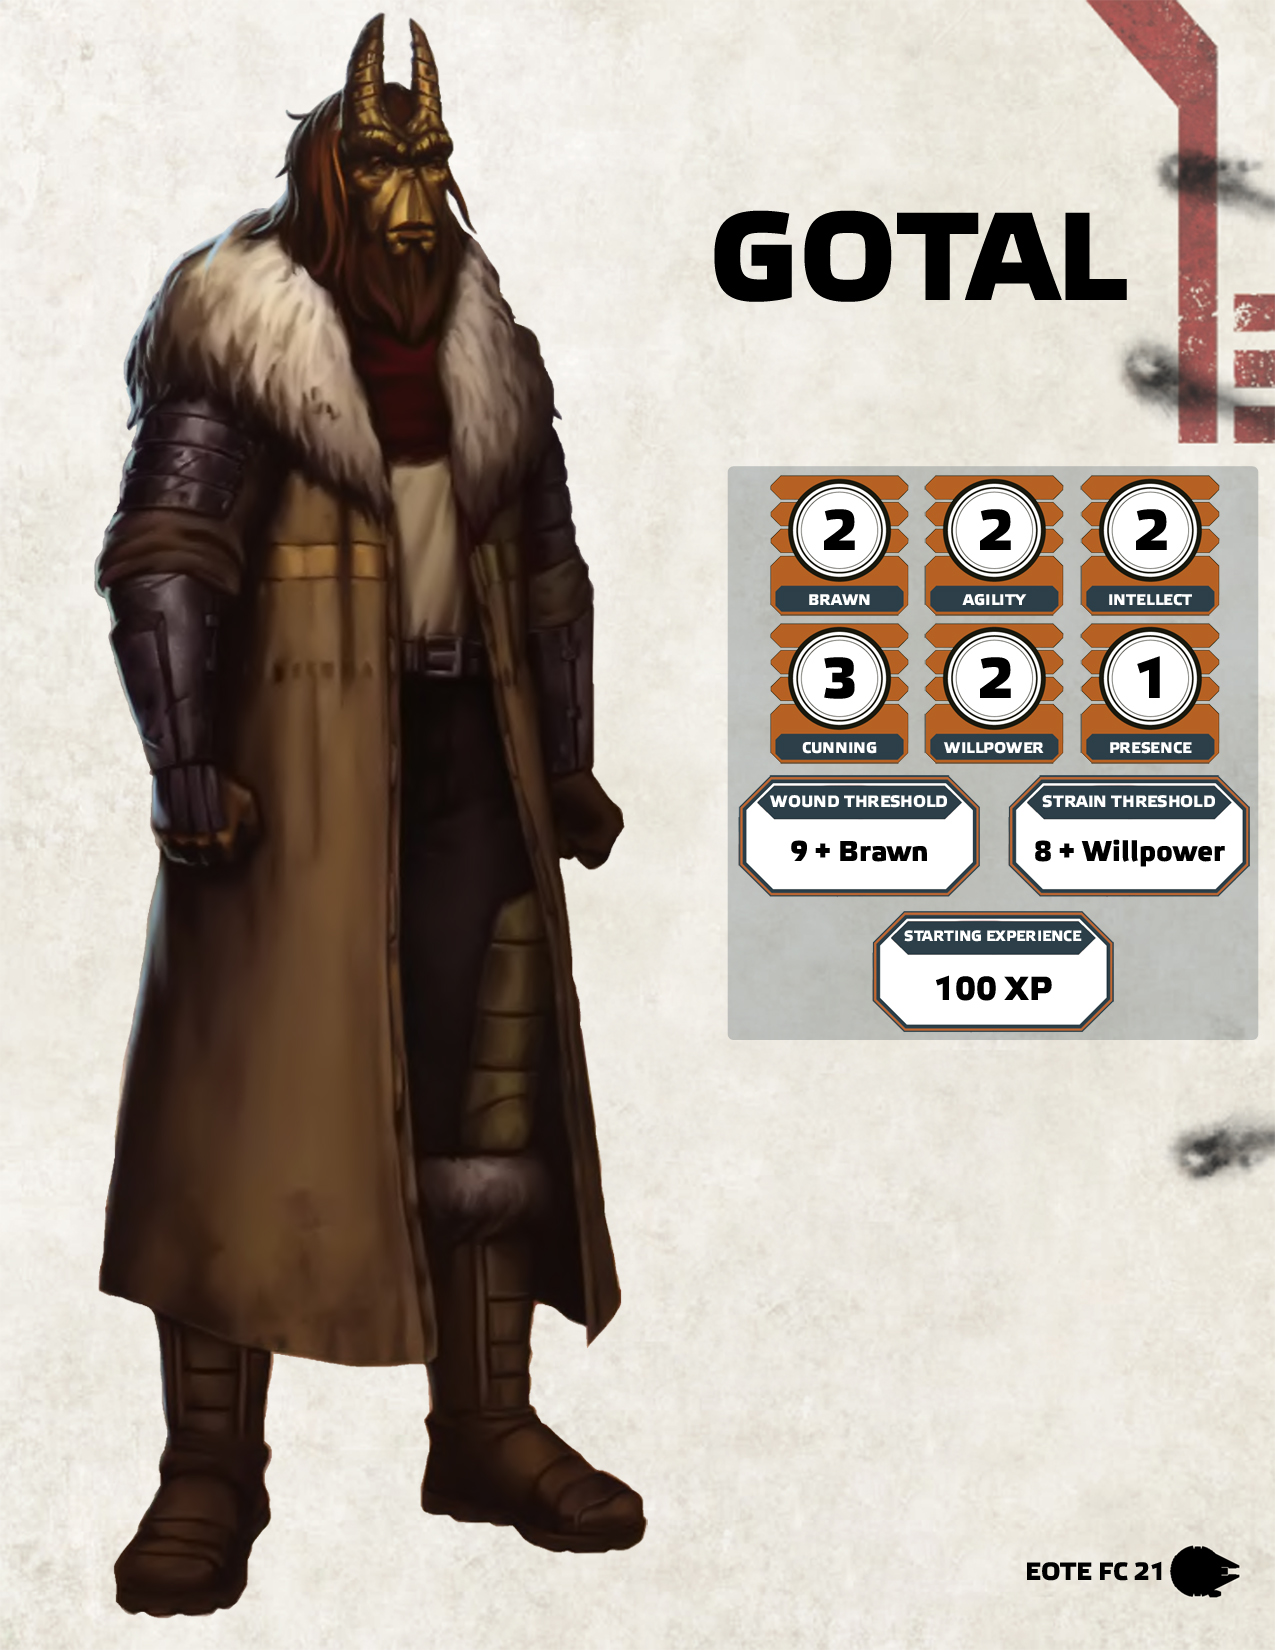 GOTAL
2 2 2
BRAWN AGILITY INTELLECT
3 2 1
CUNNING WILLPOWER PRESENCE
WOUND THRESHOLD STRAIN THRESHOLD
9 + Brawn 8 + Willpower
STARTING EXPERIENCE
100 XP
EOTE FC 21